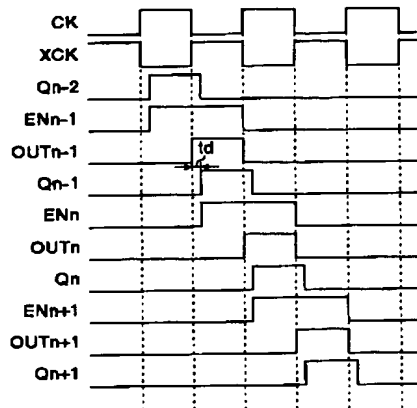 CK
XCK
Qn-2
ENn-1
OUTn-1
td
Qn-1
ENn
OUTn
Qn
ENn+1
OUTn+1
Qn+1